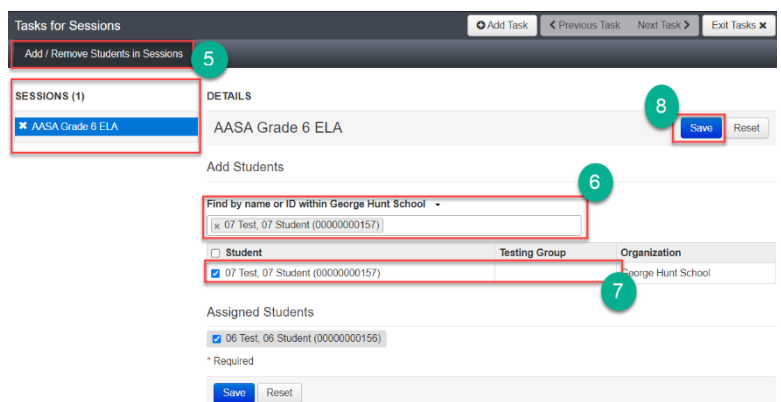 Tasks for Sessions
Add Task
Previous Task
Next Task
Exit Tasks
Add / Remove Students in Sessions
5
SESSIONS (1)
AASA Grade 6 ELA
DETAILS
AASA Grade 6 ELA
8
Save
Reset
Add Students
6
Find by name or ID within George Hunt School
07 Test, 07 Student (00000000157)
Student
Testing Group
Organization
07 Test, 07 Student (00000000157)
George Hunt School
7
Assigned Students
06 Test, 06 Student (00000000156)
* Required
Save
Reset